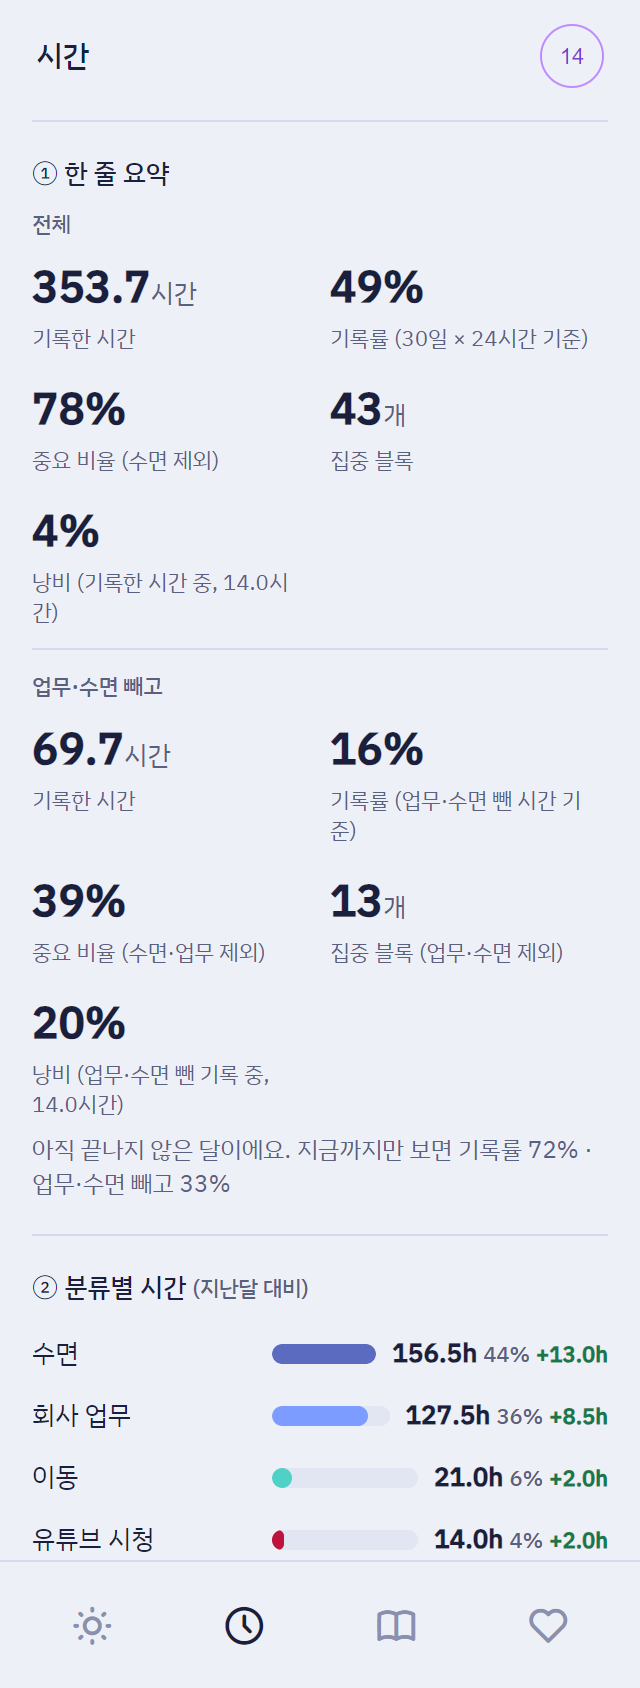 시간
14
① 한 줄 요약
전체
353.7시간
49%
기록한 시간
기록률 (30일 × 24시간 기준)
78%
43개
중요 비율 (수면 제외)
집중 블록
4%
낭비 (기록한 시간 중, 14.0시
간)
업무·수면 빼고
69.7시간
16%
기록한 시간
기록률 (업무·수면 뺀 시간 기
준)
39%
13개
중요 비율 (수면·업무 제외)
집중 블록 (업무·수면 제외)
20%
낭비 (업무·수면 뺀 기록 중,
14.0시간)
아직 끝나지 않은 달이에요. 지금까지만 보면 기록률 72% ·
업무·수면 빼고 33%
② 분류별 시간 (지난달 대비)
수면 156.5h 44% +13.0h
회사 업무 127.5h 36% +8.5h
이동 21.0h 6% +2.0h
유튜브 시청 14.0h 4% +2.0h